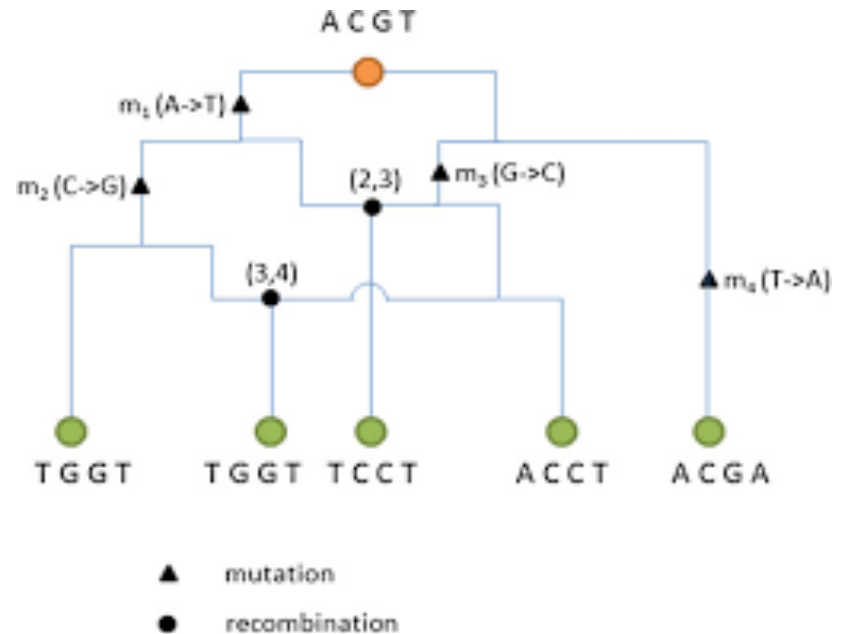 A C G T
m₁ (A->T)
m₂ (C->G)
(2,3)
m₃ (G->C)
(3,4)
m₄ (T->A)
T G G T T G G T T C C T A C C T A C G A
mutation
recombination